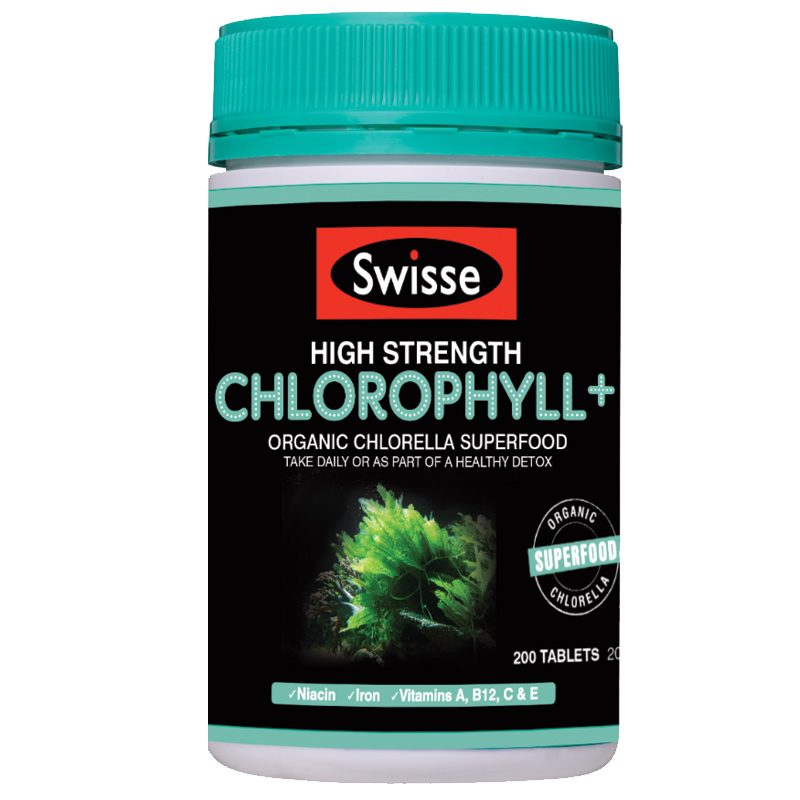 Swisse
HIGH STRENGTH
CHLOROPHYLL+
ORGANIC CHLORELLA SUPERFOOD
TAKE DAILY OR AS PART OF A HEALTHY DETOX
ORGANIC
SUPERFOOD
CHLORELLA
200 TABLETS
✓Niacin ✓Iron ✓Vitamins A, B12, C & E